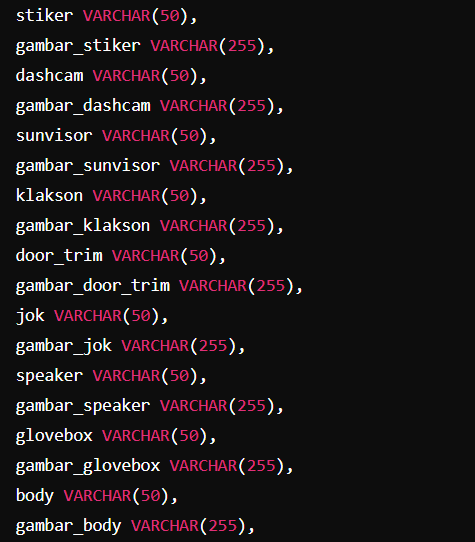 stiker VARCHAR(50),
gambar_stiker VARCHAR(255),
dashcam VARCHAR(50),
gambar_dashcam VARCHAR(255),
sunvisor VARCHAR(50),
gambar_sunvisor VARCHAR(255),
klakson VARCHAR(50),
gambar_klakson VARCHAR(255),
door_trim VARCHAR(50),
gambar_door_trim VARCHAR(255),
jok VARCHAR(50),
gambar_jok VARCHAR(255),
speaker VARCHAR(50),
gambar_speaker VARCHAR(255),
glovebox VARCHAR(50),
gambar_glovebox VARCHAR(255),
body VARCHAR(50),
gambar_body VARCHAR(255),